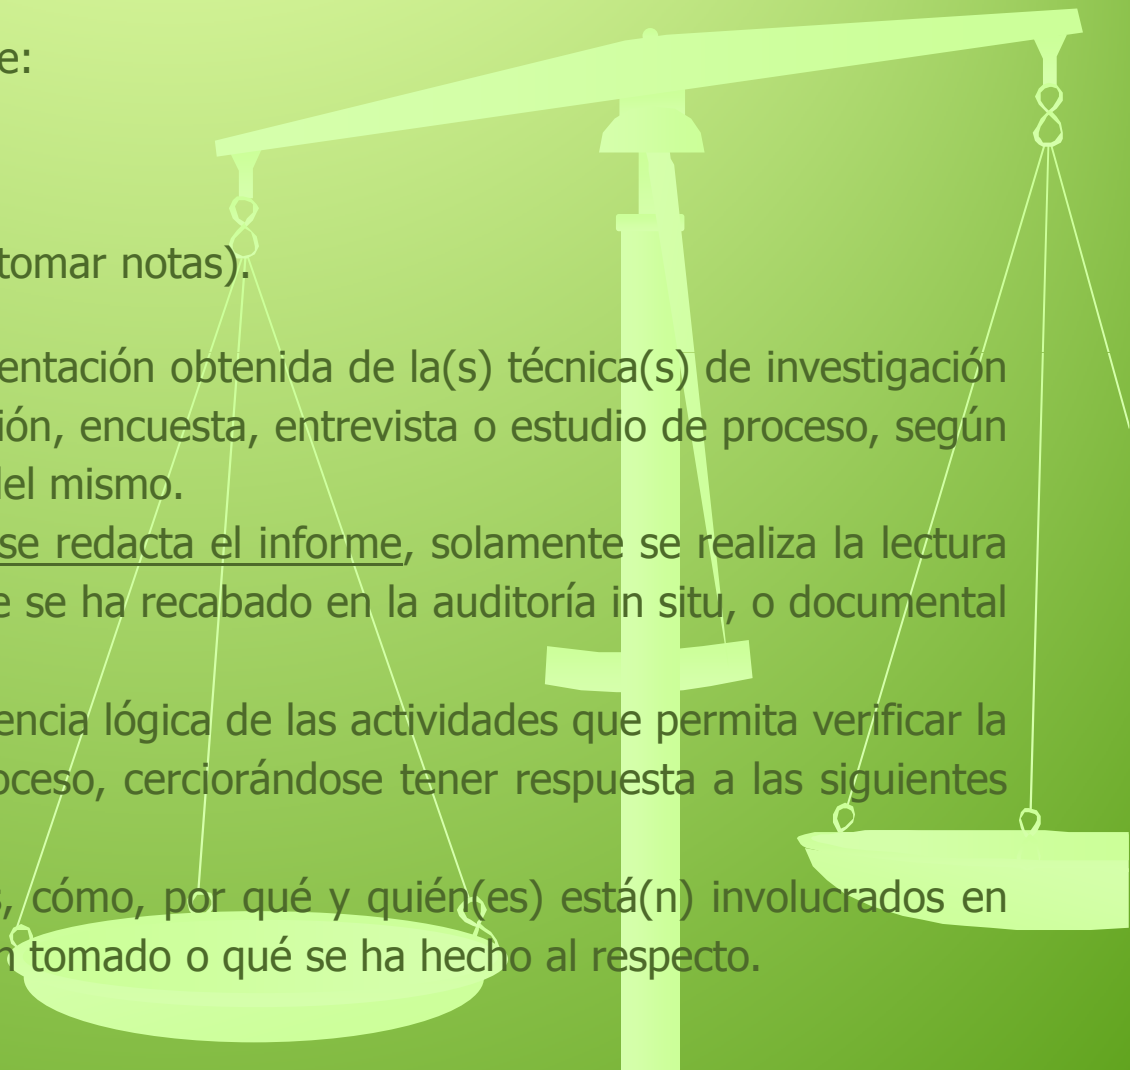 e:
tomar notas).
entación obtenida de la(s) técnica(s) de investigación
ión, encuesta, entrevista o estudio de proceso, según
del mismo.
se redacta el informe, solamente se realiza la lectura
e se ha recabado en la auditoría in situ, o documental
encia lógica de las actividades que permita verificar la
oceso, cerciorándose tener respuesta a las siguientes
s, cómo, por qué y quién(es) está(n) involucrados en
n tomado o qué se ha hecho al respecto.